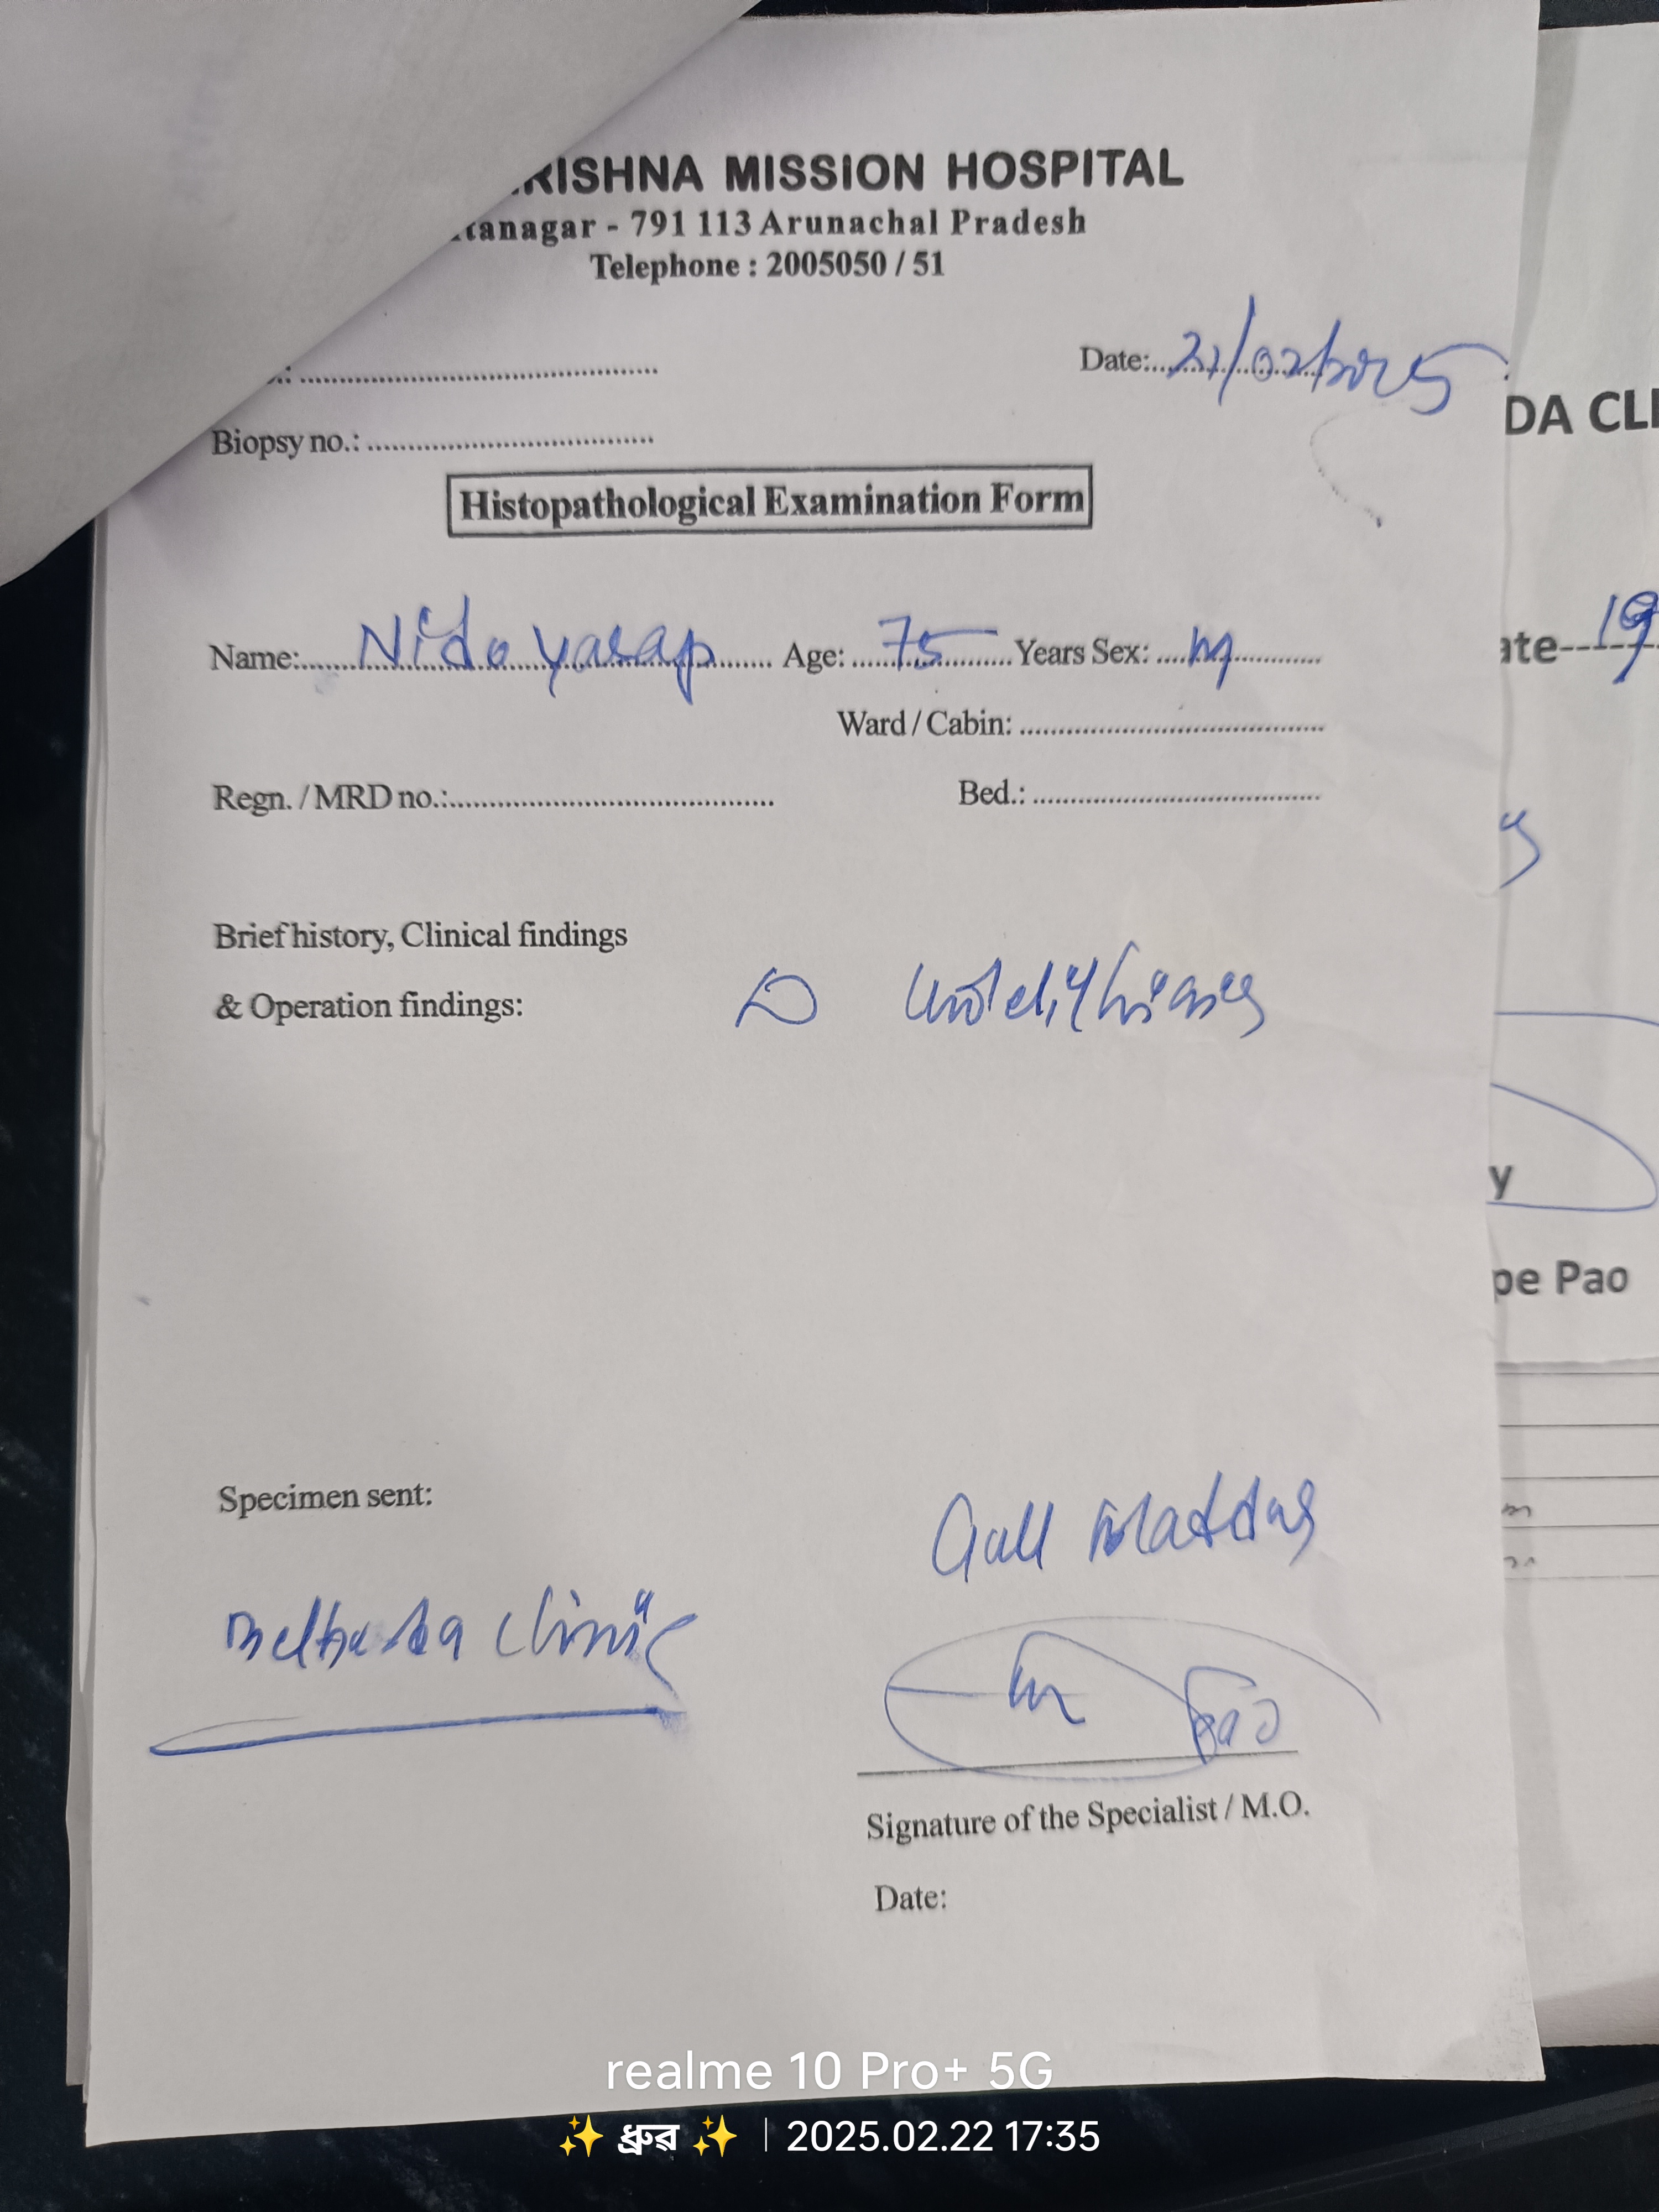 RISHNA MISSION HOSPITAL
tanagar - 791 113 Arunachal Pradesh
Telephone : 2005050 / 51
Date: 21/02/2025
Biopsy no.:
Histopathological Examination Form
Name: Nido Yasap Age: 75 Years Sex: M
Ward / Cabin:
Regn. / MRD no.: Bed.:
Brief history, Clinical findings
& Operation findings:
Specimen sent:
Gall Bladder
Clinic
Signature of the Specialist / M.O.
Date:
DA CLI
ate 19
y
pe Pao
realme 10 Pro+ 5G
✨ ধ্রুৱ ✨ | 2025.02.22 17:35